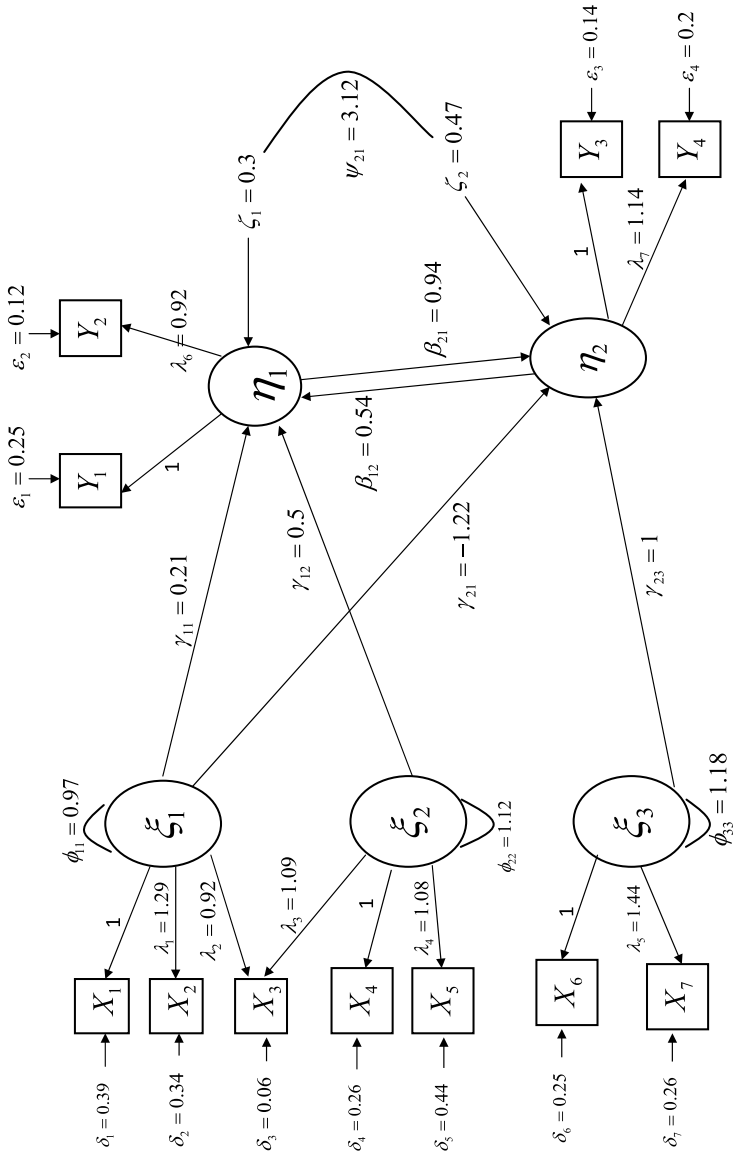 ε₁ = 0.25
ε₂ = 0.12
Y₁
Y₂
1
λ₆ = 0.92
η₁
ζ₁ = 0.3
ψ₂₁ = 3.12
ζ₂ = 0.47
β₁₂ = 0.54
β₂₁ = 0.94
η₂
1
λ₇ = 1.14
Y₃
Y₄
ε₃ = 0.14
ε₄ = 0.2
γ₁₁ = 0.21
γ₁₂ = 0.5
γ₂₁ = −1.22
γ₂₃ = 1
ϕ₁₁ = 0.97
ξ₁
1
λ₁ = 1.29
λ₂ = 0.92
X₁
X₂
X₃
δ₁ = 0.39
δ₂ = 0.34
δ₃ = 0.06
ξ₂
ϕ₂₂ = 1.12
λ₃ = 1.09
1
λ₄ = 1.08
X₄
X₅
δ₄ = 0.26
δ₅ = 0.44
ξ₃
ϕ₃₃ = 1.18
1
λ₅ = 1.44
X₆
X₇
δ₆ = 0.25
δ₇ = 0.26